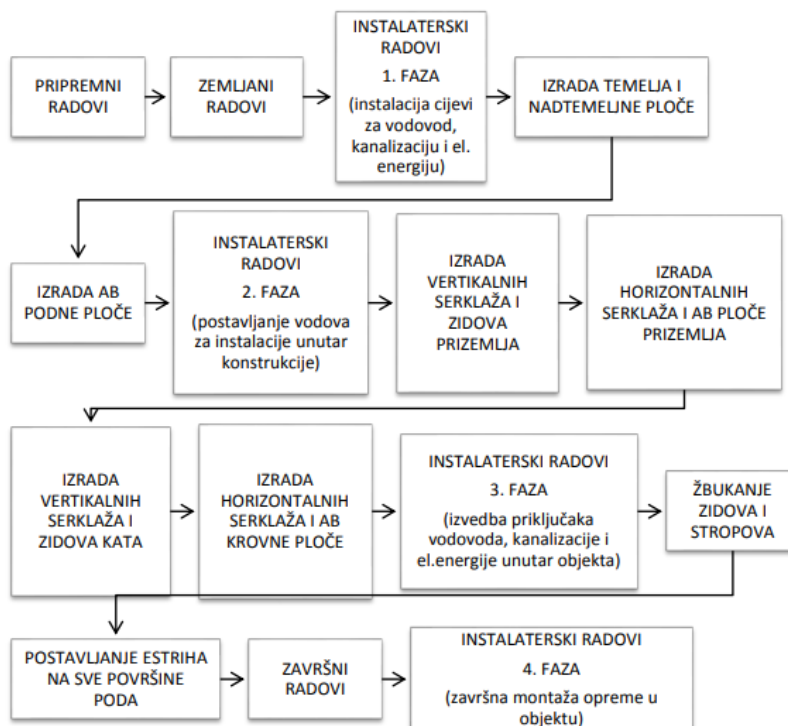 PRIPREMNI
RADOVI
ZEMLJANI
RADOVI
INSTALATERSKI
RADOVI
1. FAZA
(instalacija cijevi
za vodovod,
kanalizaciju i el.
energiju)
IZRADA TEMELJA I
NADTEMELJNE PLOČE
IZRADA AB
PODNE PLOČE
INSTALATERSKI
RADOVI
2. FAZA
(postavljanje vodova
za instalacije unutar
konstrukcije)
IZRADA
VERTIKALNIH
SERKLAŽA I
ZIDOVA
PRIZEMLJA
IZRADA
HORIZONTALNIH
SERKLAŽA I AB PLOČE
PRIZEMLJA
IZRADA
VERTIKALNIH
SERKLAŽA I
ZIDOVA KATA
IZRADA
HORIZONTALNIH
SERKLAŽA I AB
KROVNE PLOČE
INSTALATERSKI RADOVI
3. FAZA
(izvedba priključaka
vodovoda, kanalizacije i
el.energije unutar objekta)
ŽBUKANJE
ZIDOVA I
STROPOVA
POSTAVLJANJE ESTRIHA
NA SVE POVRŠINE
PODA
ZAVRŠNI
RADOVI
INSTALATERSKI RADOVI
4. FAZA
(završna montaža opreme u
objektu)